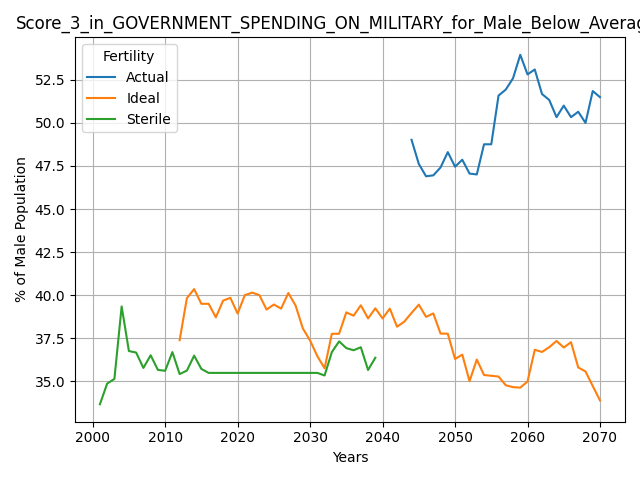 Score_3_in_GOVERNMENT_SPENDING_ON_MILITARY_for_Male_Below_Averag
Fertility
Actual
Ideal
Sterile
% of Male Population
52.5
50.0
47.5
45.0
42.5
40.0
37.5
35.0
2000 2010 2020 2030 2040 2050 2060 2070
Years